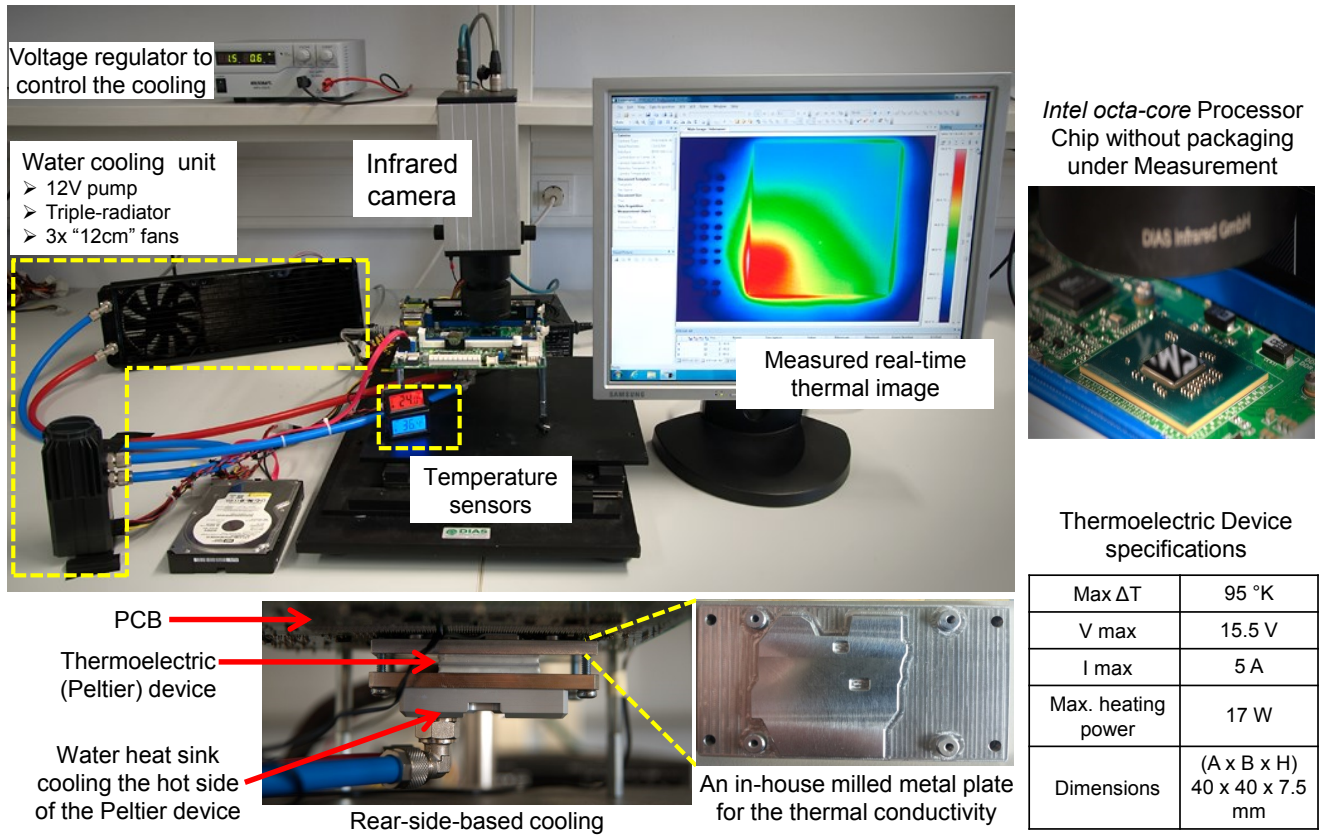 Voltage regulator to
control the cooling
1.5 0.6
Water cooling unit
➢ 12V pump
➢ Triple-radiator
➢ 3x “12cm” fans
Infrared
camera
Measured real-time
thermal image
SAMSUNG
Temperature
sensors
DIAS
Intel octa-core Processor
Chip without packaging
under Measurement
DIAS Infrared GmbH
PCB
Thermoelectric
(Peltier) device
Water heat sink
cooling the hot side
of the Peltier device
Rear-side-based cooling
An in-house milled metal plate
for the thermal conductivity
Thermoelectric Device
specifications
Max ΔT 95 °K
V max 15.5 V
I max 5 A
Max. heating
power 17 W
Dimensions (A x B x H)
40 x 40 x 7.5
mm